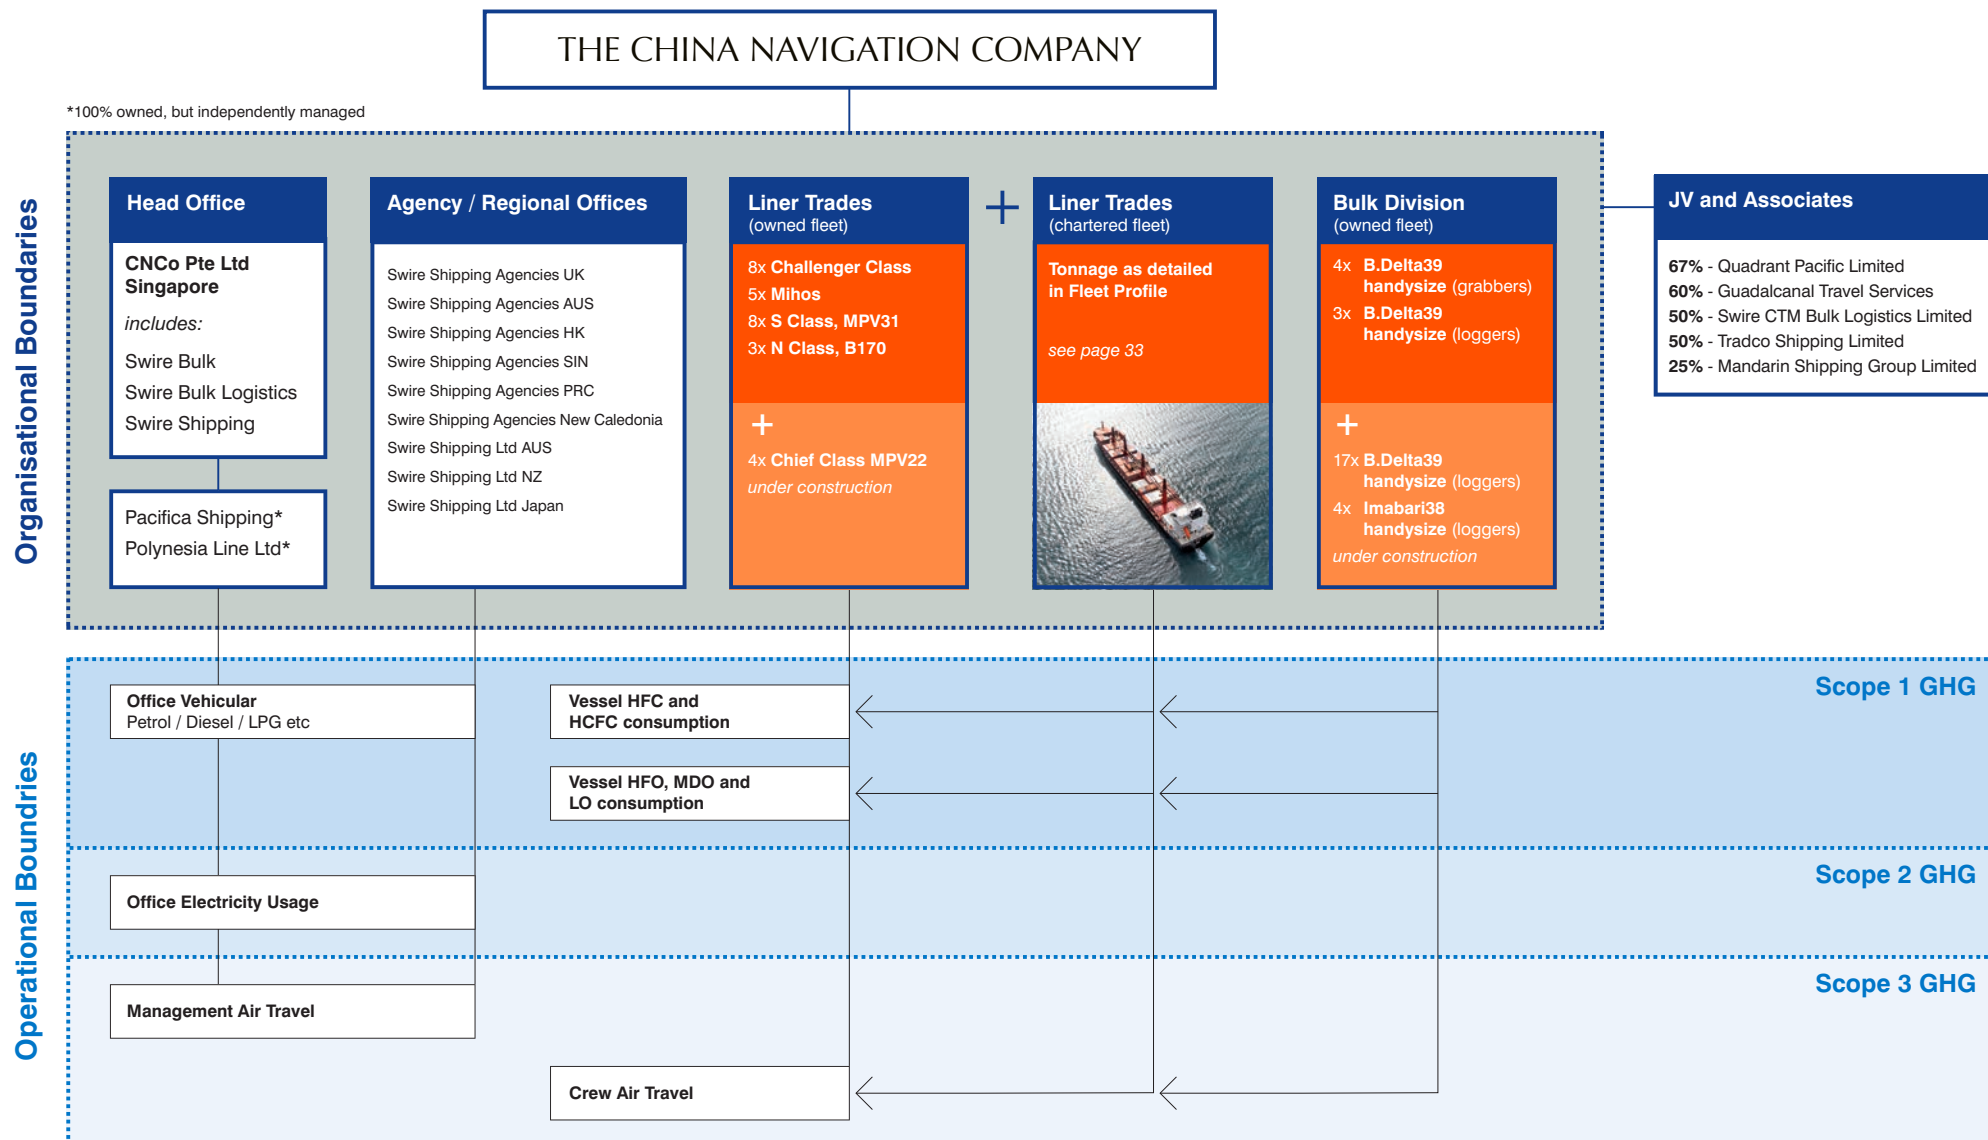 THE CHINA NAVIGATION COMPANY
*100% owned, but independently managed
Organisational Boundaries
Head Office
CNCo Pte Ltd
Singapore
includes:
Swire Bulk
Swire Bulk Logistics
Swire Shipping
Pacifica Shipping*
Polynesia Line Ltd*
Agency / Regional Offices
Swire Shipping Agencies UK
Swire Shipping Agencies AUS
Swire Shipping Agencies HK
Swire Shipping Agencies SIN
Swire Shipping Agencies PRC
Swire Shipping Agencies New Caledonia
Swire Shipping Ltd AUS
Swire Shipping Ltd NZ
Swire Shipping Ltd Japan
Liner Trades
(owned fleet)
8x Challenger Class
5x Mihos
8x S Class, MPV31
3x N Class, B170
+
4x Chief Class MPV22
under construction
+
Liner Trades
(chartered fleet)
Tonnage as detailed
in Fleet Profile
see page 33
Bulk Division
(owned fleet)
4x B.Delta39
handysize (grabbers)
3x B.Delta39
handysize (loggers)
+
17x B.Delta39
handysize (loggers)
4x Imabari38
handysize (loggers)
under construction
JV and Associates
67% - Quadrant Pacific Limited
60% - Guadalcanal Travel Services
50% - Swire CTM Bulk Logistics Limited
50% - Tradco Shipping Limited
25% - Mandarin Shipping Group Limited
Operational Boundries
Scope 1 GHG
Office Vehicular
Petrol / Diesel / LPG etc
Vessel HFC and
HCFC consumption
Vessel HFO, MDO and
LO consumption
Scope 2 GHG
Office Electricity Usage
Scope 3 GHG
Management Air Travel
Crew Air Travel